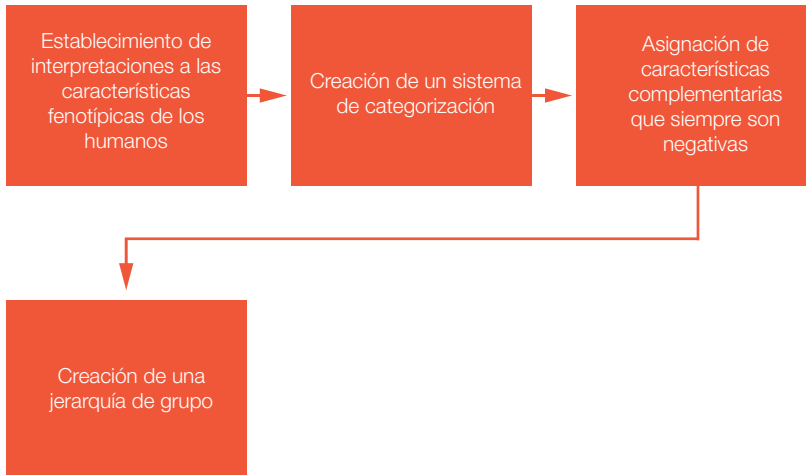 Establecimiento de
interpretaciones a las
características
fenotípicas de los
humanos
Creación de un sistema
de categorización
Asignación de
características
complementarias
que siempre son
negativas
Creación de una
jerarquía de grupo